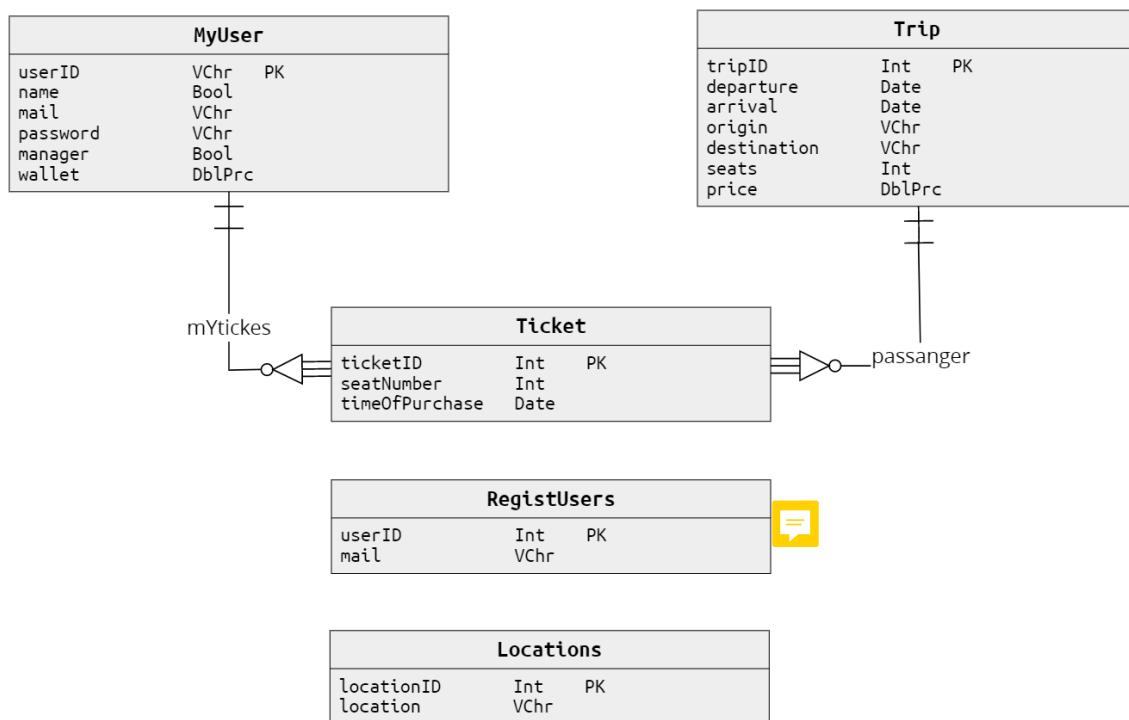 MyUser
userID VChr PK
name Bool
mail VChr
password VChr
manager Bool
wallet DblPrc
Trip
tripID Int PK
departure Date
arrival Date
origin VChr
destination VChr
seats Int
price DblPrc
mYtickes
passanger
Ticket
ticketID Int PK
seatNumber Int
timeOfPurchase Date
RegistUsers
userID Int PK
mail VChr
Locations
locationID Int PK
location VChr